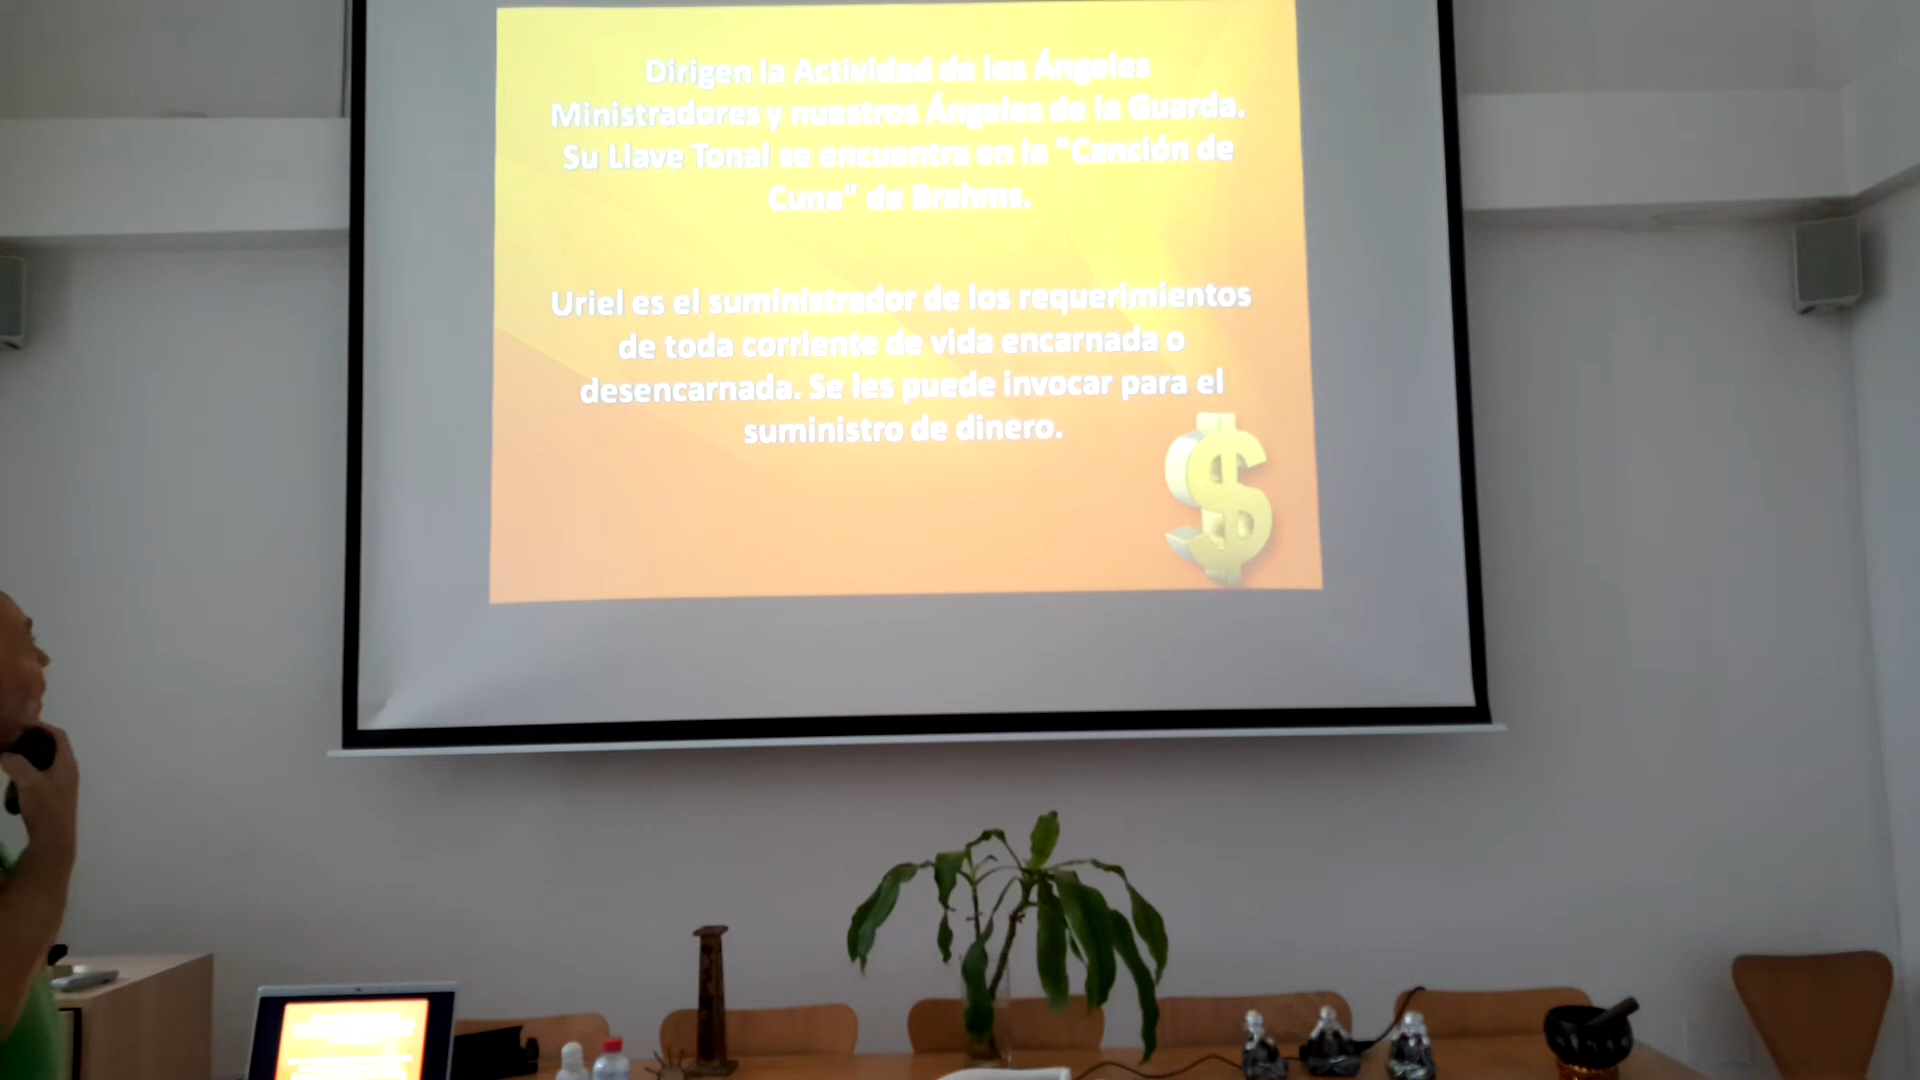 Dirigen la Actividad de los Ángeles
Ministradores y nuestros Ángeles de la Guarda.
Su Llave Tonal se encuentra en la "Canción de
Cuna" de Brahms.
Uriel es el suministrador de los requerimientos
de toda corriente de vida encarnada o
desencarnada. Se les puede invocar para el
suministro de dinero.
$